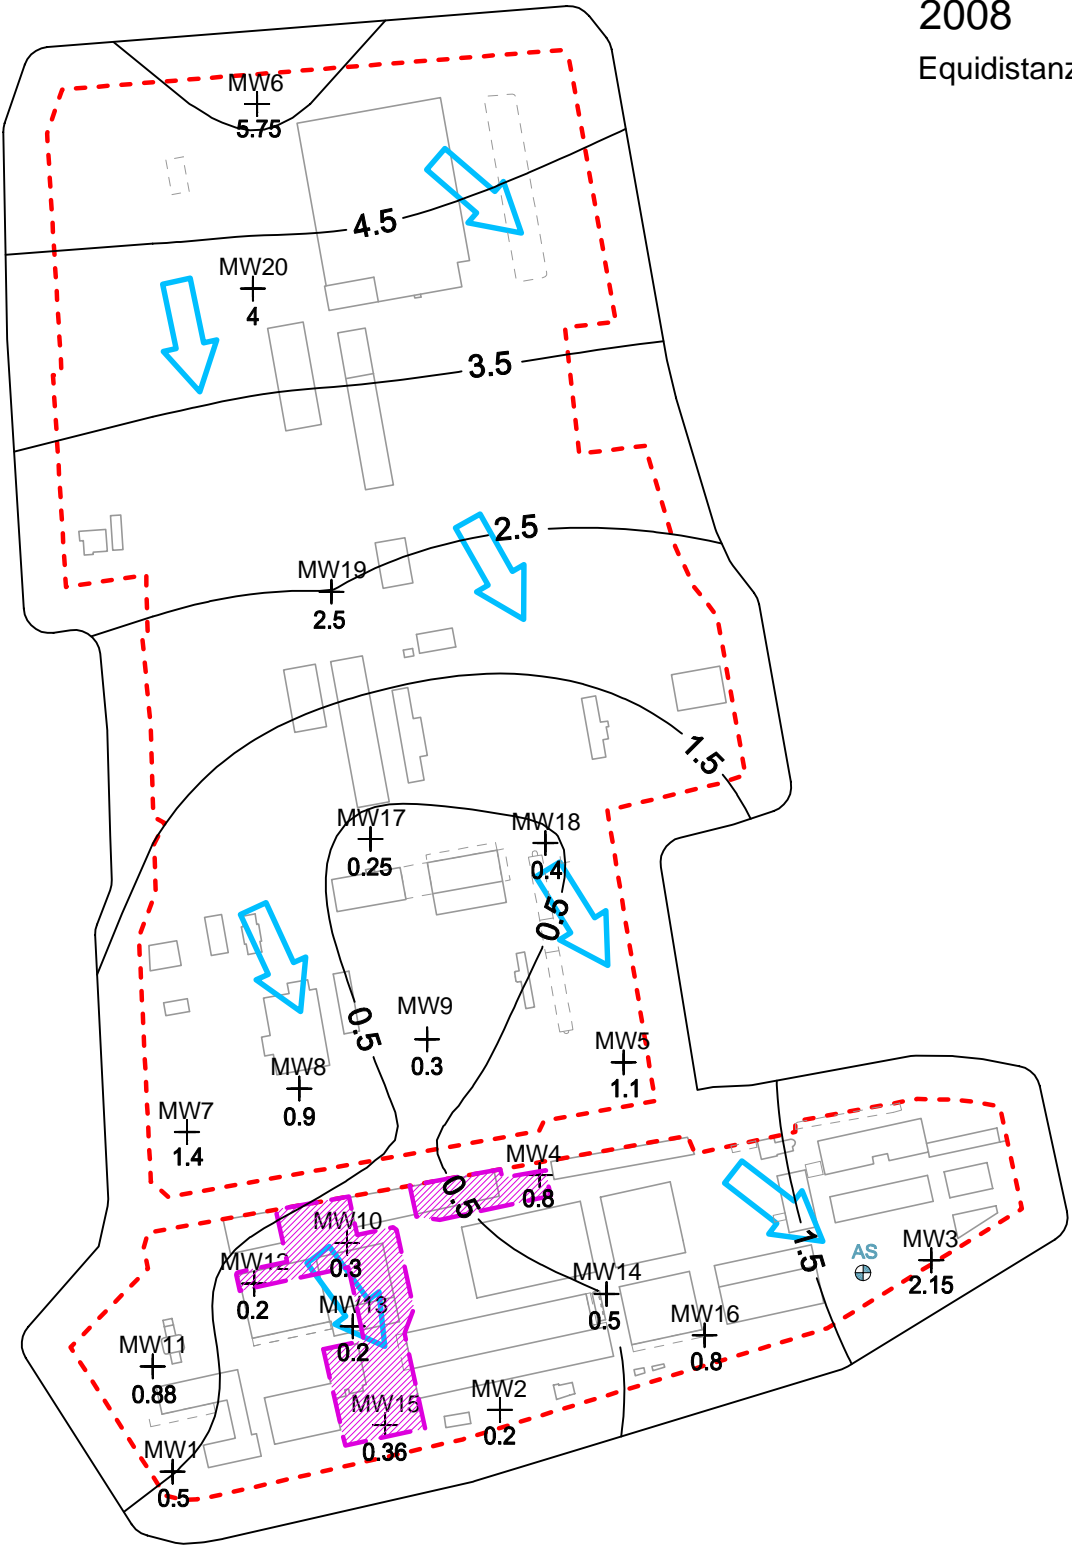 2008
Equidistanz
MW6
5.75
4.5
MW20
4
3.5
2.5
MW19
2.5
1.5
MW17
0.25
MW18
0.4
0.5
0.5
MW9
0.3
MW5
1.1
MW8
0.9
MW7
1.4
MW4
0.8
0.5
MW10
0.3
MW12
0.2
MW13
0.2
MW14
0.5
1.5
AS
MW3
2.15
MW16
0.8
MW11
0.88
MW15
0.36
MW2
0.2
MW1
0.5